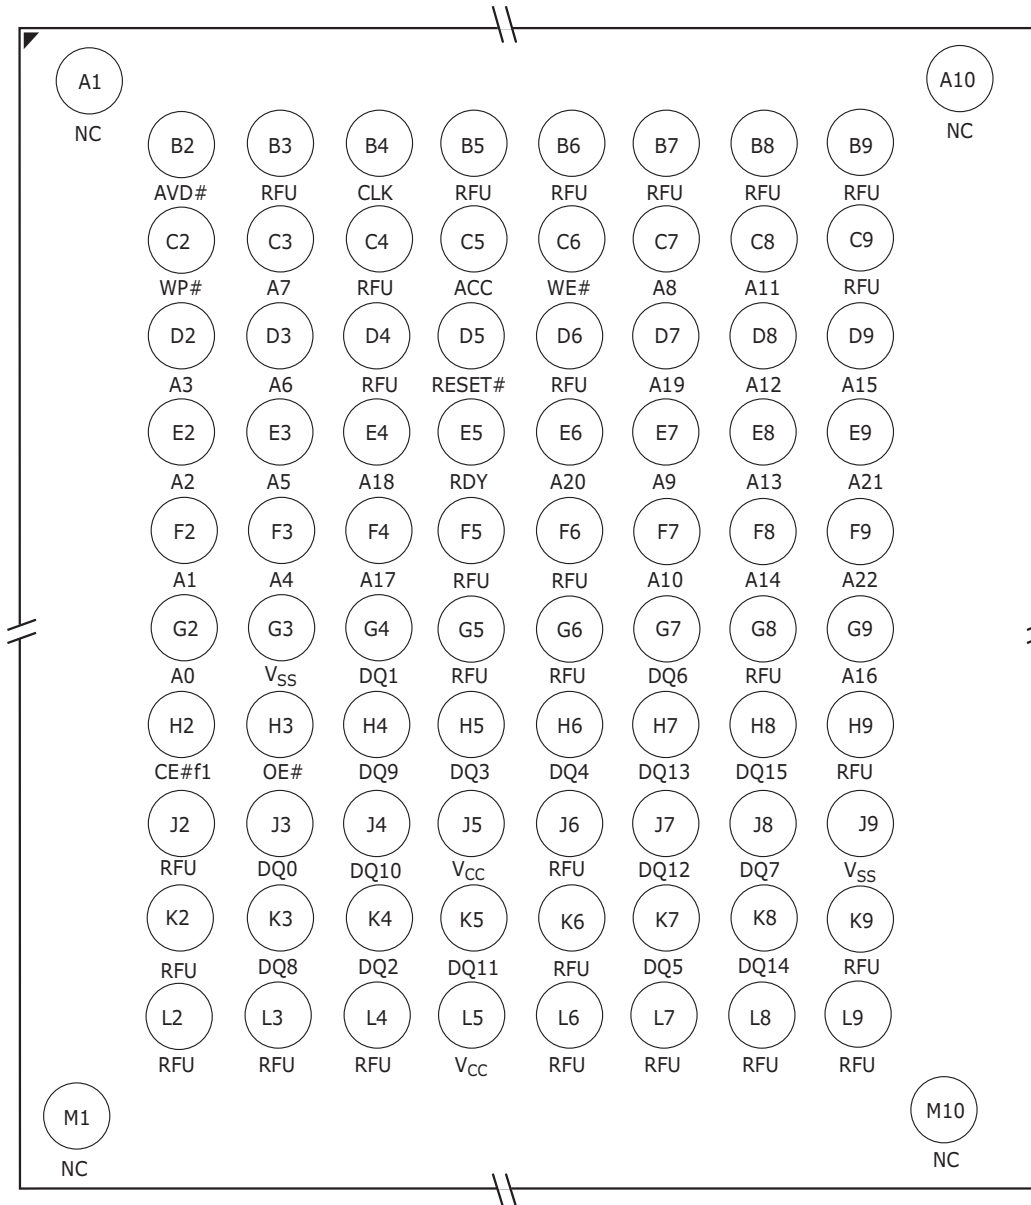 A1 A10
NC NC
B2 B3 B4 B5 B6 B7 B8 B9
AVD# RFU CLK RFU RFU RFU RFU RFU
C2 C3 C4 C5 C6 C7 C8 C9
WP# A7 RFU ACC WE# A8 A11 RFU
D2 D3 D4 D5 D6 D7 D8 D9
A3 A6 RFU RESET# RFU A19 A12 A15
E2 E3 E4 E5 E6 E7 E8 E9
A2 A5 A18 RDY A20 A9 A13 A21
F2 F3 F4 F5 F6 F7 F8 F9
A1 A4 A17 RFU RFU A10 A14 A22
G2 G3 G4 G5 G6 G7 G8 G9
A0 VSS DQ1 RFU RFU DQ6 RFU A16
H2 H3 H4 H5 H6 H7 H8 H9
CE#f1 OE# DQ9 DQ3 DQ4 DQ13 DQ15 RFU
J2 J3 J4 J5 J6 J7 J8 J9
RFU DQ0 DQ10 VCC RFU DQ12 DQ7 VSS
K2 K3 K4 K5 K6 K7 K8 K9
RFU DQ8 DQ2 DQ11 RFU DQ5 DQ14 RFU
L2 L3 L4 L5 L6 L7 L8 L9
RFU RFU RFU VCC RFU RFU RFU RFU
M1 M10
NC NC